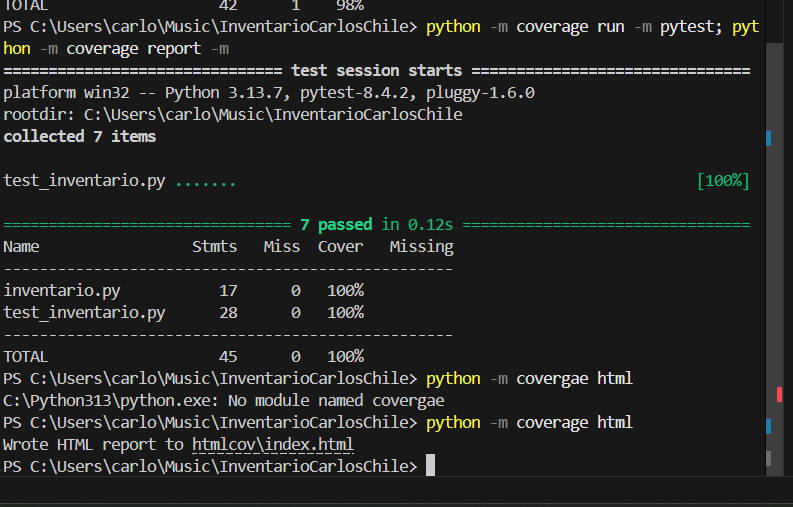 TOTAL                   42      1    98%
PS C:\Users\carlo\Music\InventarioCarlosChile> python -m coverage run -m pytest; pyt
hon -m coverage report -m
============================== test session starts ==============================
platform win32 -- Python 3.13.7, pytest-8.4.2, pluggy-1.6.0
rootdir: C:\Users\carlo\Music\InventarioCarlosChile
collected 7 items
test_inventario.py ....... [100%]
=============================== 7 passed in 0.12s ===============================
Name                 Stmts   Miss  Cover   Missing
--------------------------------------------------
inventario.py           17      0   100%
test_inventario.py      28      0   100%
--------------------------------------------------
TOTAL                   45      0   100%
PS C:\Users\carlo\Music\InventarioCarlosChile> python -m covergae html
C:\Python313\python.exe: No module named covergae
PS C:\Users\carlo\Music\InventarioCarlosChile> python -m coverage html
Wrote HTML report to htmlcov\index.html
PS C:\Users\carlo\Music\InventarioCarlosChile>